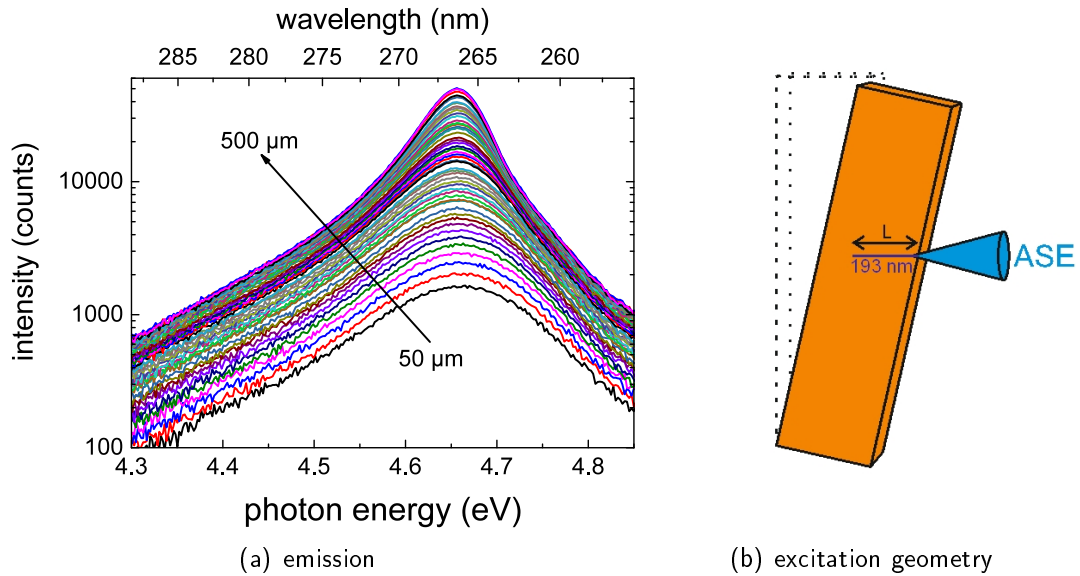 wavelength (nm)
285 280 275 270 265 260
intensity (counts)
10000
1000
100
500 µm
50 µm
4.3 4.4 4.5 4.6 4.7 4.8
photon energy (eV)
(a) emission
L
193 nm
ASE
(b) excitation geometry